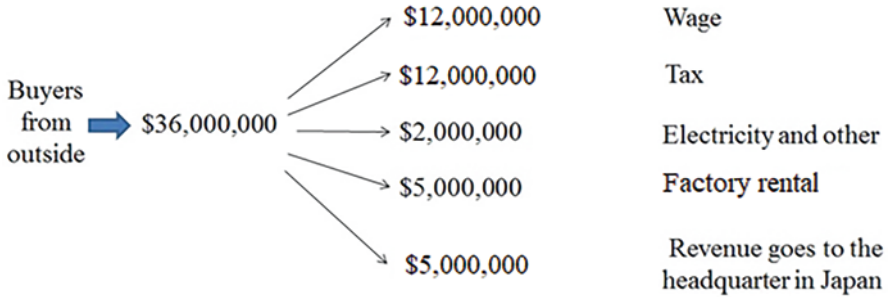 $12,000,000 Wage
$12,000,000 Tax
Buyers
from
outside
$36,000,000
$2,000,000 Electricity and other
$5,000,000 Factory rental
$5,000,000
Revenue goes to the
headquarter in Japan